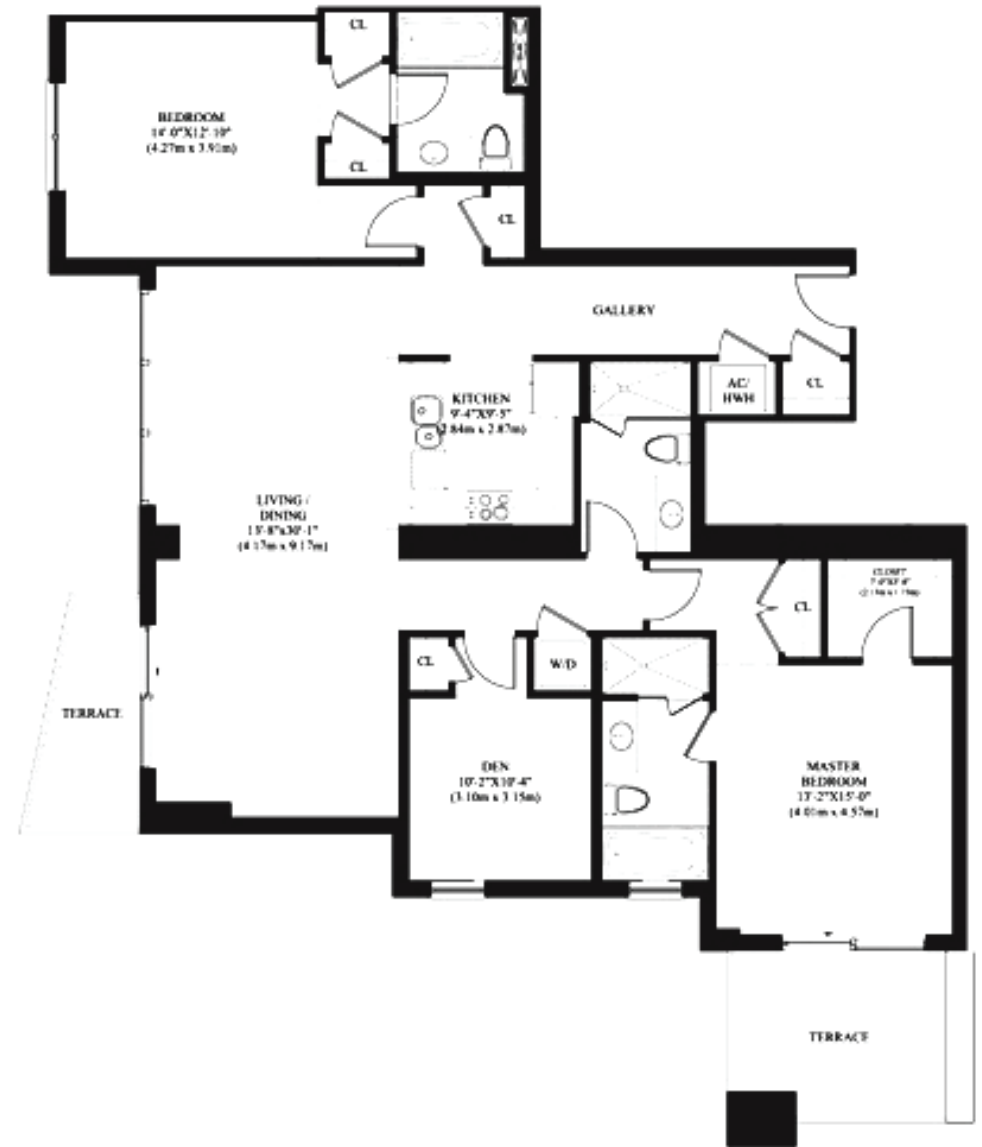 CL
BEDROOM
14'-0"X12'-10"
(4.27m x 3.91m)
CL
CL
GALLERY
KITCHEN
9'-4"X9'-5"
2.84m x 2.87m)
AC/
HWH
CL
LIVING /
DINING
13'-8"x30'-1"
(4.17m x 9.17m)
CLOSET
CL
CL
W/D
TERRACE
DEN
10'-2"X10'-4"
(3.10m x 3.15m)
MASTER
BEDROOM
13'-2"X15'-0"
(4.01m x 4.57m)
TERRACE